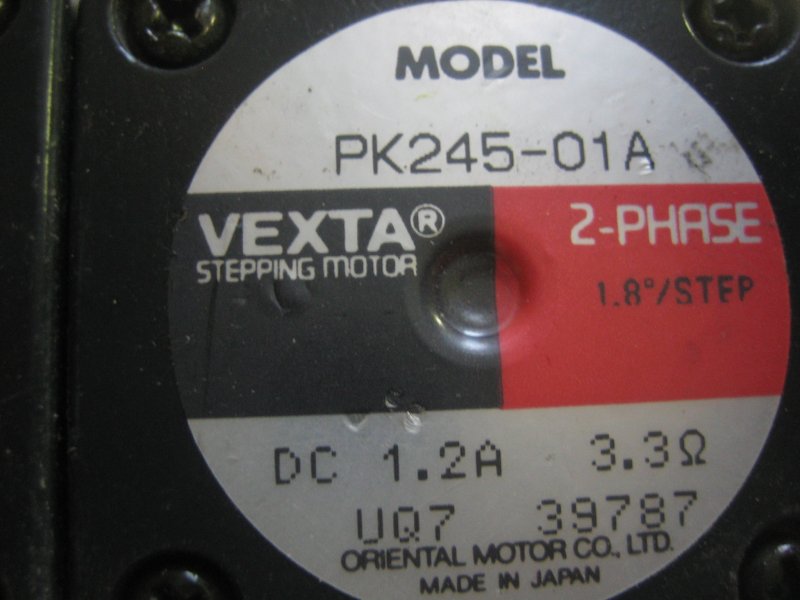 MODEL
PK245-01A
VEXTA® 2-PHASE
STEPPING MOTOR
1.8°/STEP
DC 1.2A 3.3Ω
UQ7 39787
ORIENTAL MOTOR CO., LTD.
MADE IN JAPAN